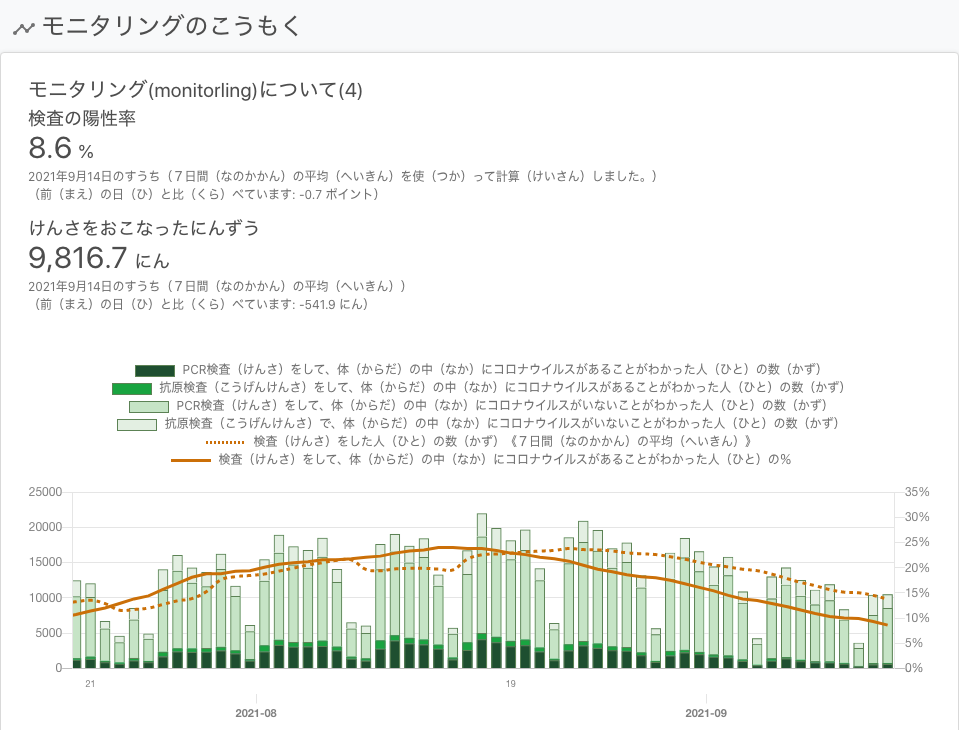 モニタリングのこうもく
モニタリング(monitorling)について(4)
検査の陽性率
8.6 %
2021年9月14日のすうち（７日間（なのかかん）の平均（へいきん）を使（つか）って計算（けいさん）しました。）
（前（まえ）の日（ひ）と比（くら）べています: -0.7 ポイント）
けんさをおこなったにんずう
9,816.7 にん
2021年9月14日のすうち（７日間（なのかかん）の平均（へいきん））
（前（まえ）の日（ひ）と比（くら）べています: -541.9 にん）
PCR検査（けんさ）をして、体（からだ）の中（なか）にコロナウイルスがあることがわかった人（ひと）の数（かず）
抗原検査（こうげんけんさ）をして、体（からだ）の中（なか）にコロナウイルスがあることがわかった人（ひと）の数（かず）
PCR検査（けんさ）をして、体（からだ）の中（なか）にコロナウイルスがいないことがわかった人（ひと）の数（かず）
抗原検査（こうげんけんさ）で、体（からだ）の中（なか）にコロナウイルスがいないことがわかった人（ひと）の数（かず）
検査（けんさ）をした人（ひと）の数（かず）《７日間（なのかかん）の平均（へいきん）》
検査（けんさ）をして、体（からだ）の中（なか）にコロナウイルスがあることがわかった人（ひと）の％
25000 35%
30%
20000
25%
15000 20%
15%
10000
10%
5000
5%
0 0%
21 19
2021-08 2021-09